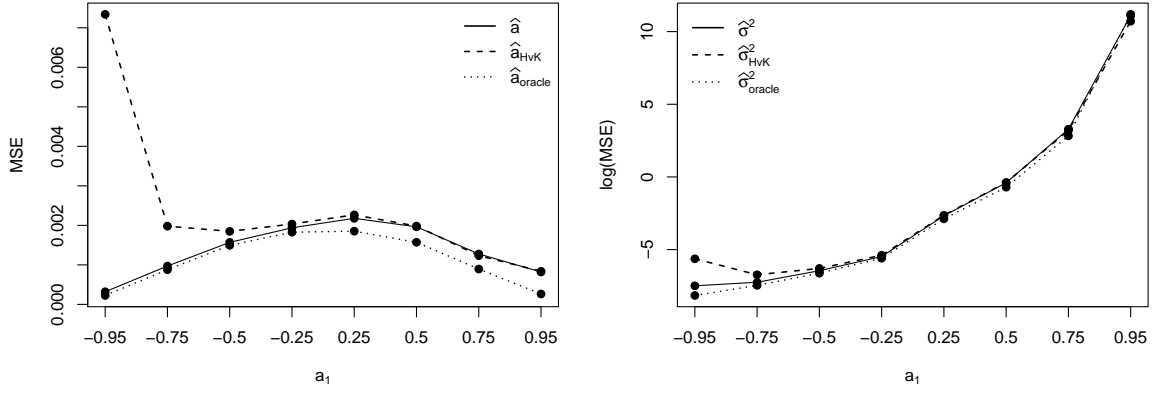 MSE
0.000
0.002
0.004
0.006
−0.95 −0.75 −0.5 −0.25 0.25 0.5 0.75 0.95
a₁
â
â_HvK
â_oracle
log(MSE)
−5
0
5
10
−0.95 −0.75 −0.5 −0.25 0.25 0.5 0.75 0.95
a₁
σ̂²
σ̂²_HvK
σ̂²_oracle